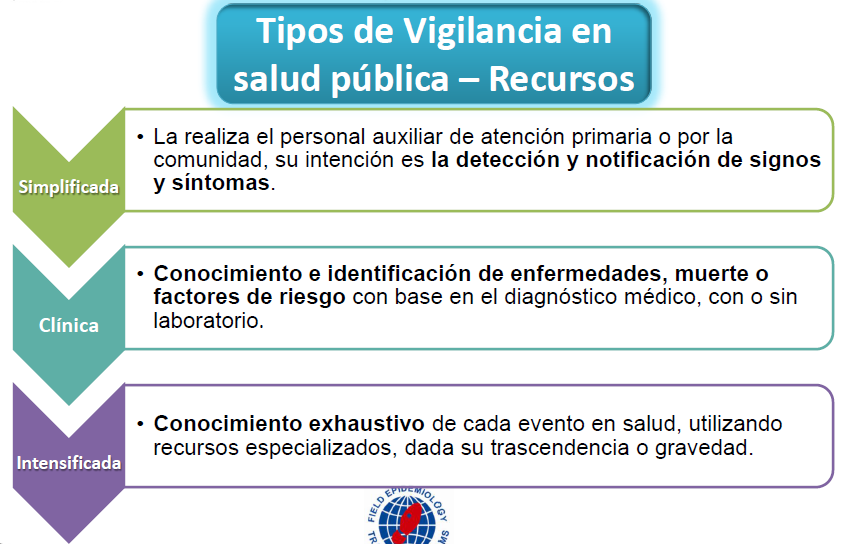 Tipos de Vigilancia en
salud pública – Recursos
Simplificada
• La realiza el personal auxiliar de atención primaria o por la
comunidad, su intención es la detección y notificación de signos
y síntomas.
Clínica
• Conocimiento e identificación de enfermedades, muerte o
factores de riesgo con base en el diagnóstico médico, con o sin
laboratorio.
Intensificada
• Conocimiento exhaustivo de cada evento en salud, utilizando
recursos especializados, dada su trascendencia o gravedad.
FIELD EPIDEMIOLOGY